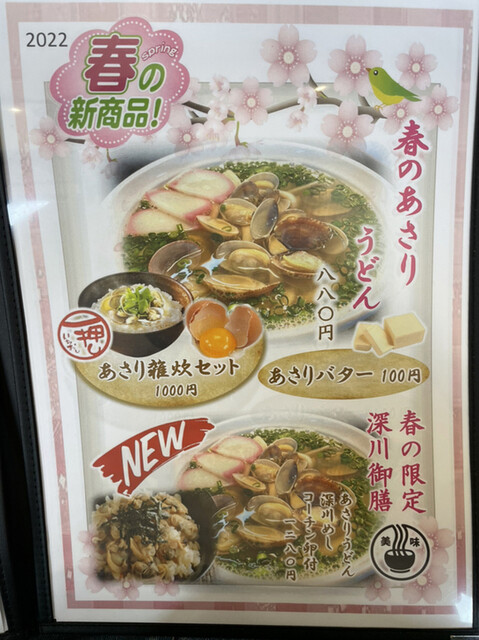 2022
春の
spring
新商品!
春のあさり
うどん
八八〇円
一押し
あさり雑炊セット
1000円
あさりバター 100円
NEW
春の限定
深川御膳
あさりうどん
深川めし
コーチン卵付
一二八〇円
美味